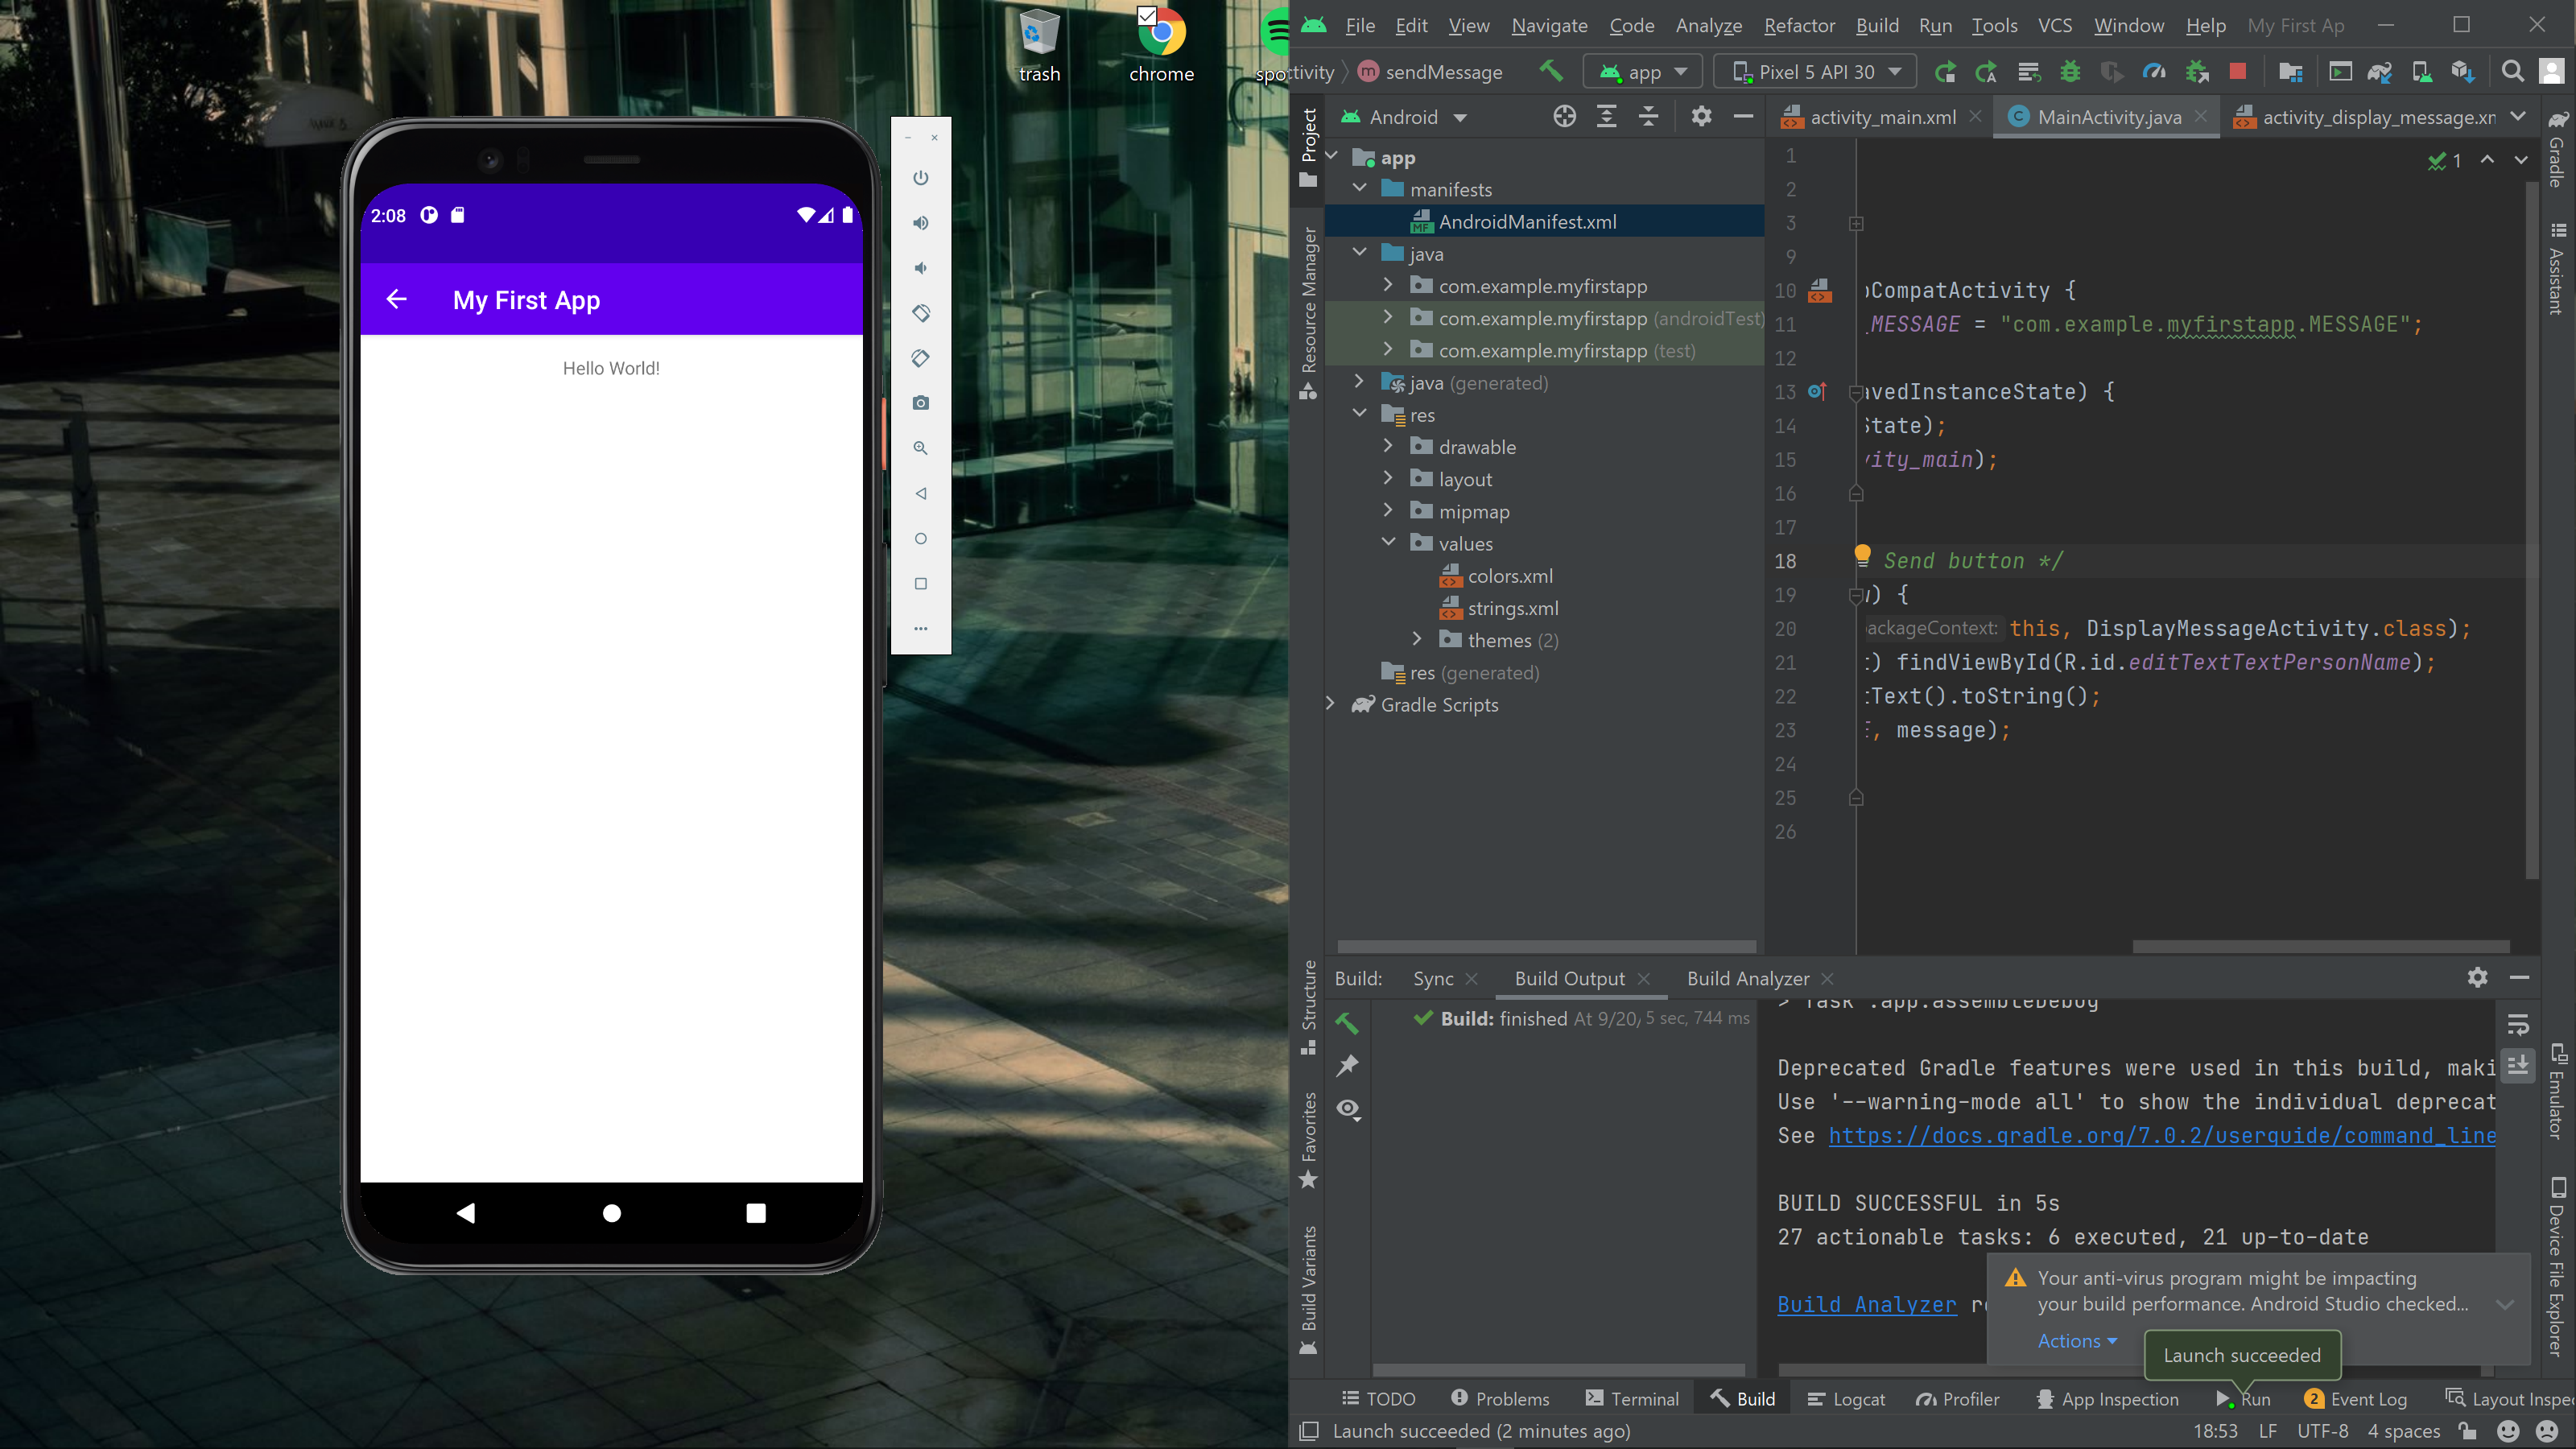 trash
chrome
2:08
My First App
Hello World!
File Edit View Navigate Code Analyze Refactor Build Run Tools VCS Window Help My First Ap
tivity sendMessage app Pixel 5 API 30
Project
Resource Manager
Structure
Favorites
Build Variants
Android
app
manifests
AndroidManifest.xml
java
com.example.myfirstapp
com.example.myfirstapp (androidTest)
com.example.myfirstapp (test)
java (generated)
res
drawable
layout
mipmap
values
colors.xml
strings.xml
themes (2)
res (generated)
Gradle Scripts
activity_main.xml MainActivity.java activity_display_message.xm
1
1
2
3
9
10 CompatActivity {
11 _MESSAGE = "com.example.myfirstapp.MESSAGE";
12
13 avedInstanceState) {
14 State);
15 vity_main);
16
17
18 Send button */
19 ) {
20 ackageContext: this, DisplayMessageActivity.class);
21 t) findViewById(R.id.editTextTextPersonName);
22 tText().toString();
23 E, message);
24
25
26
Gradle
Assistant
Emulator
Device File Explorer
Build: Sync Build Output Build Analyzer
Build: finished At 9/20/ 5 sec, 744 ms
> Task :app:assembleDebug
Deprecated Gradle features were used in this build, maki
Use '--warning-mode all' to show the individual deprecat
See https://docs.gradle.org/7.0.2/userguide/command_line
BUILD SUCCESSFUL in 5s
27 actionable tasks: 6 executed, 21 up-to-date
Build Analyzer re
Your anti-virus program might be impacting
your build performance. Android Studio checked...
Actions
Launch succeeded
TODO Problems Terminal Build Logcat Profiler App Inspection Run 2 Event Log Layout Inspec
Launch succeeded (2 minutes ago) 18:53 LF UTF-8 4 spaces